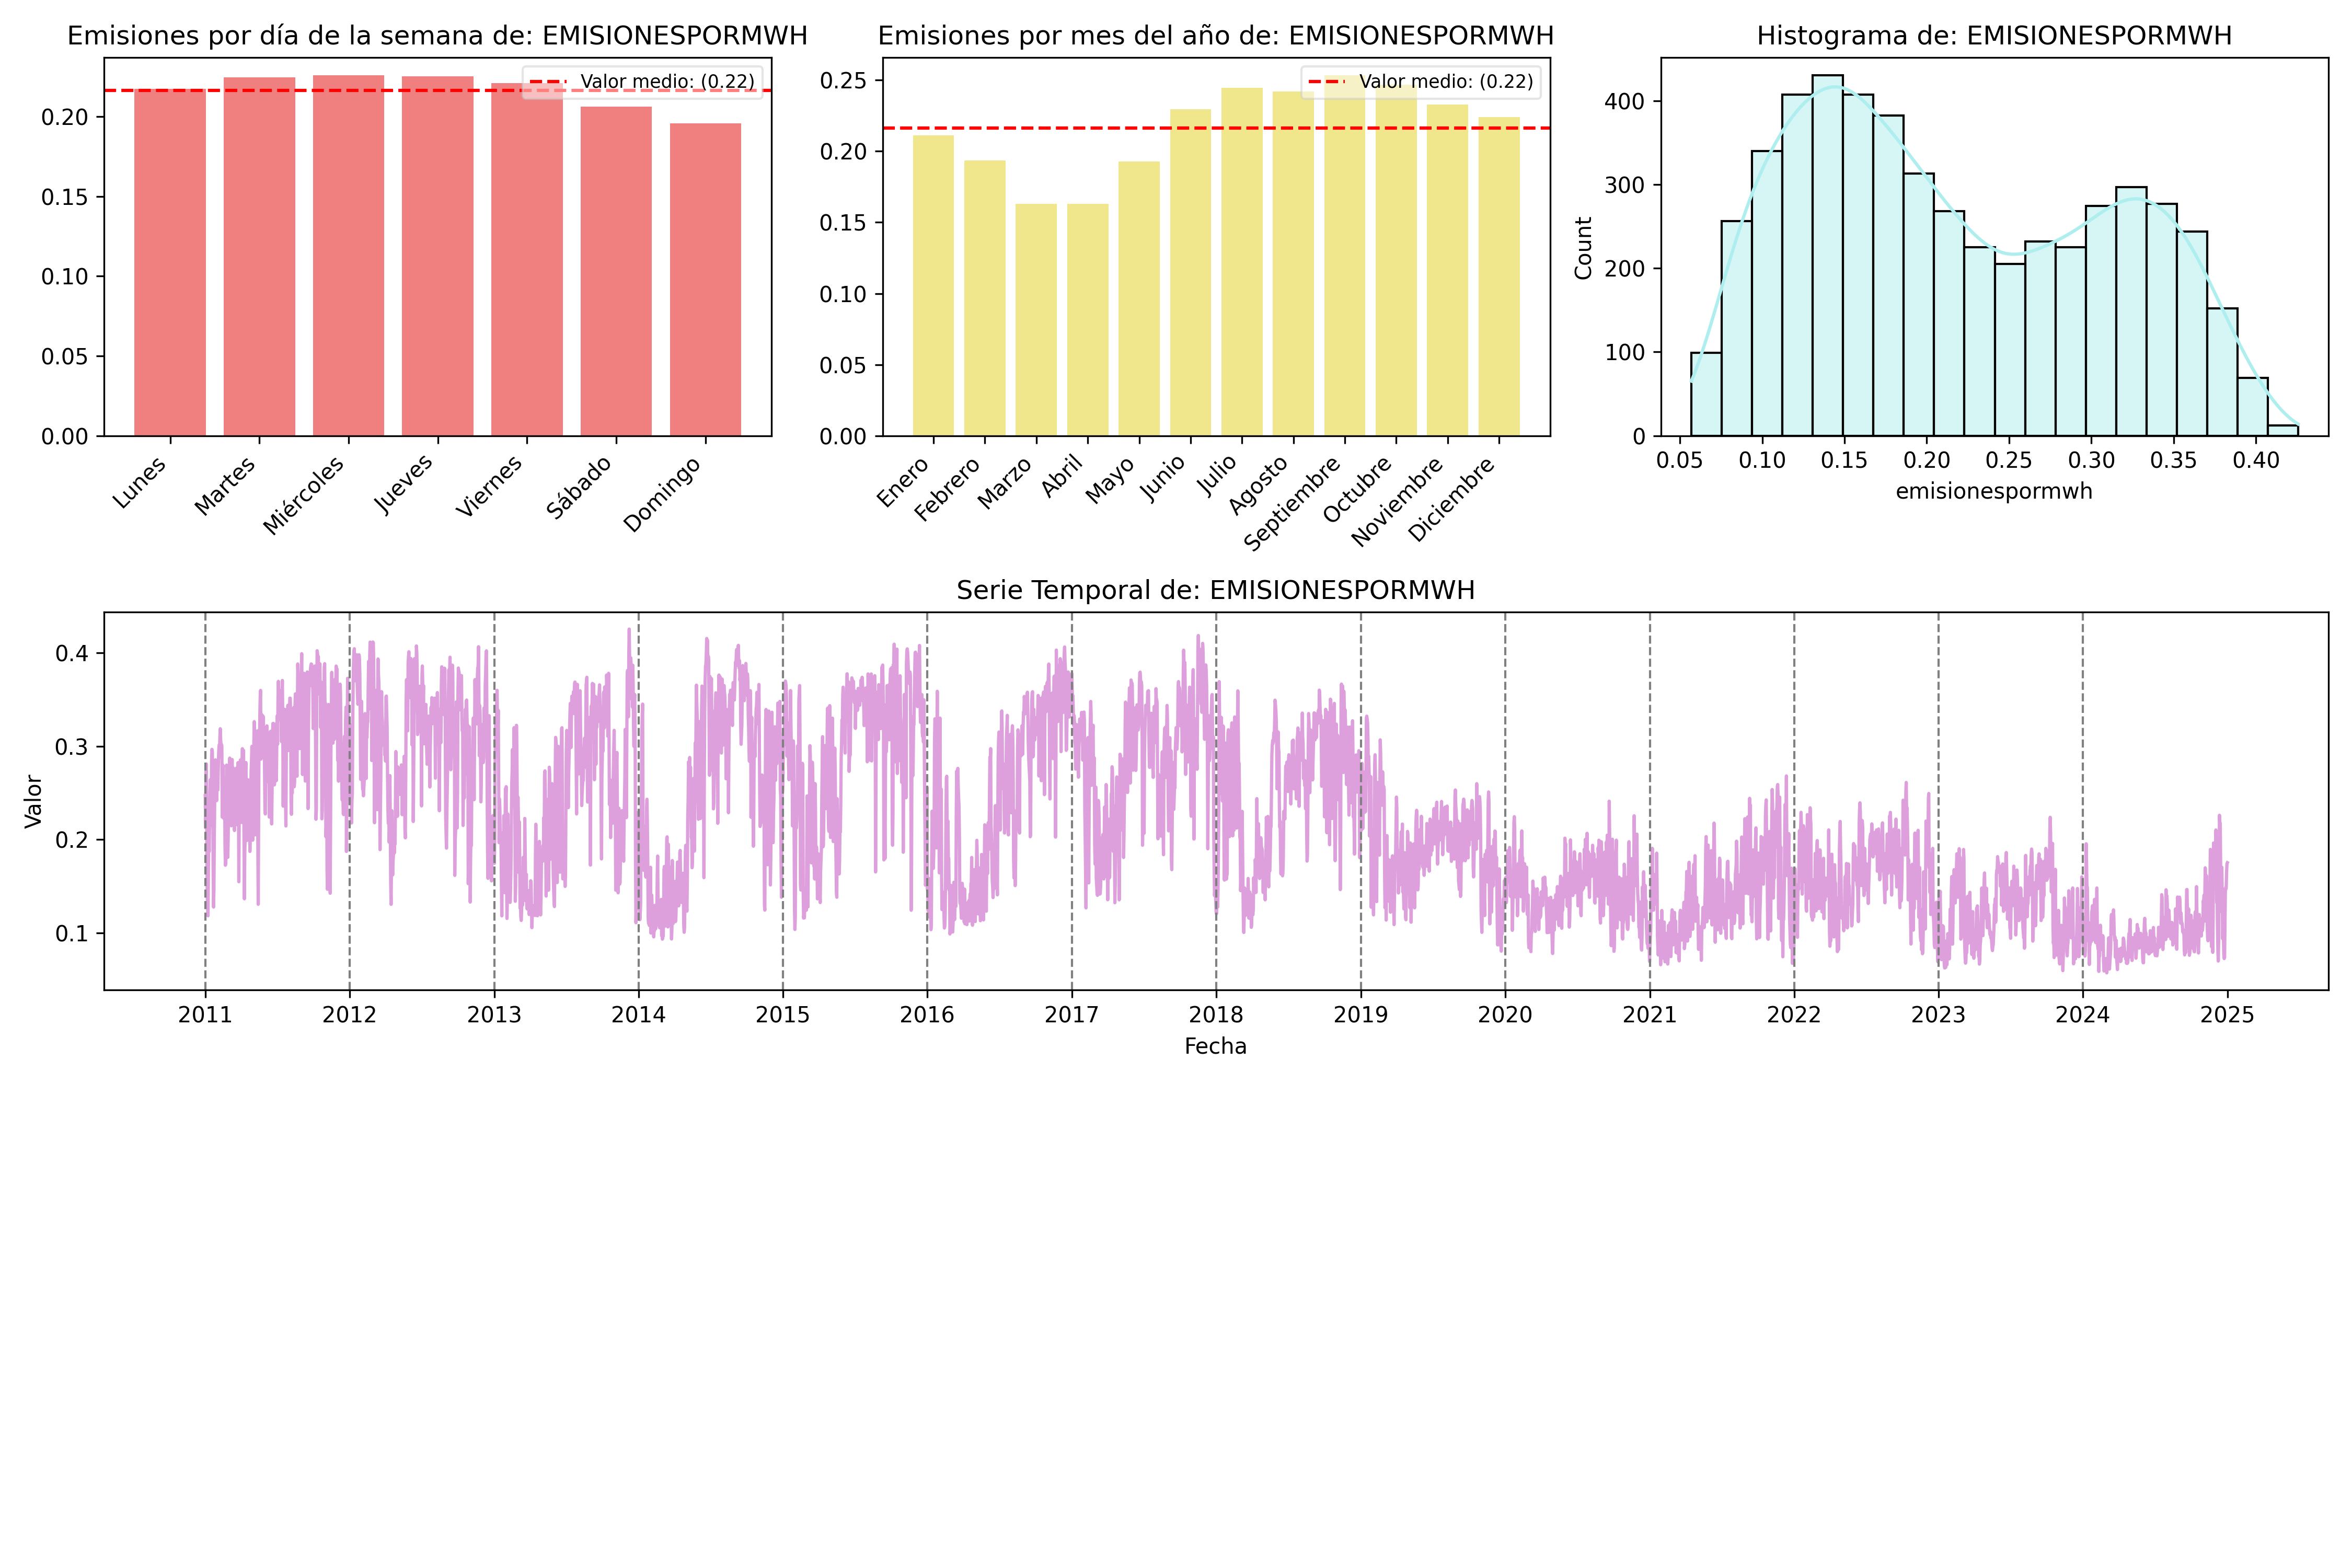 Emisiones por día de la semana de: EMISIONESPORMWH
Valor medio: (0.22)
0.20
0.15
0.10
0.05
0.00
Lunes
Martes
Miércoles
Jueves
Viernes
Sábado
Domingo
Emisiones por mes del año de: EMISIONESPORMWH
Valor medio: (0.22)
0.25
0.20
0.15
0.10
0.05
0.00
Enero
Febrero
Marzo
Abril
Mayo
Junio
Julio
Agosto
Septiembre
Octubre
Noviembre
Diciembre
Histograma de: EMISIONESPORMWH
Count
400
300
200
100
0
0.05 0.10 0.15 0.20 0.25 0.30 0.35 0.40
emisionespormwh
Serie Temporal de: EMISIONESPORMWH
Valor
0.4
0.3
0.2
0.1
2011 2012 2013 2014 2015 2016 2017 2018 2019 2020 2021 2022 2023 2024 2025
Fecha